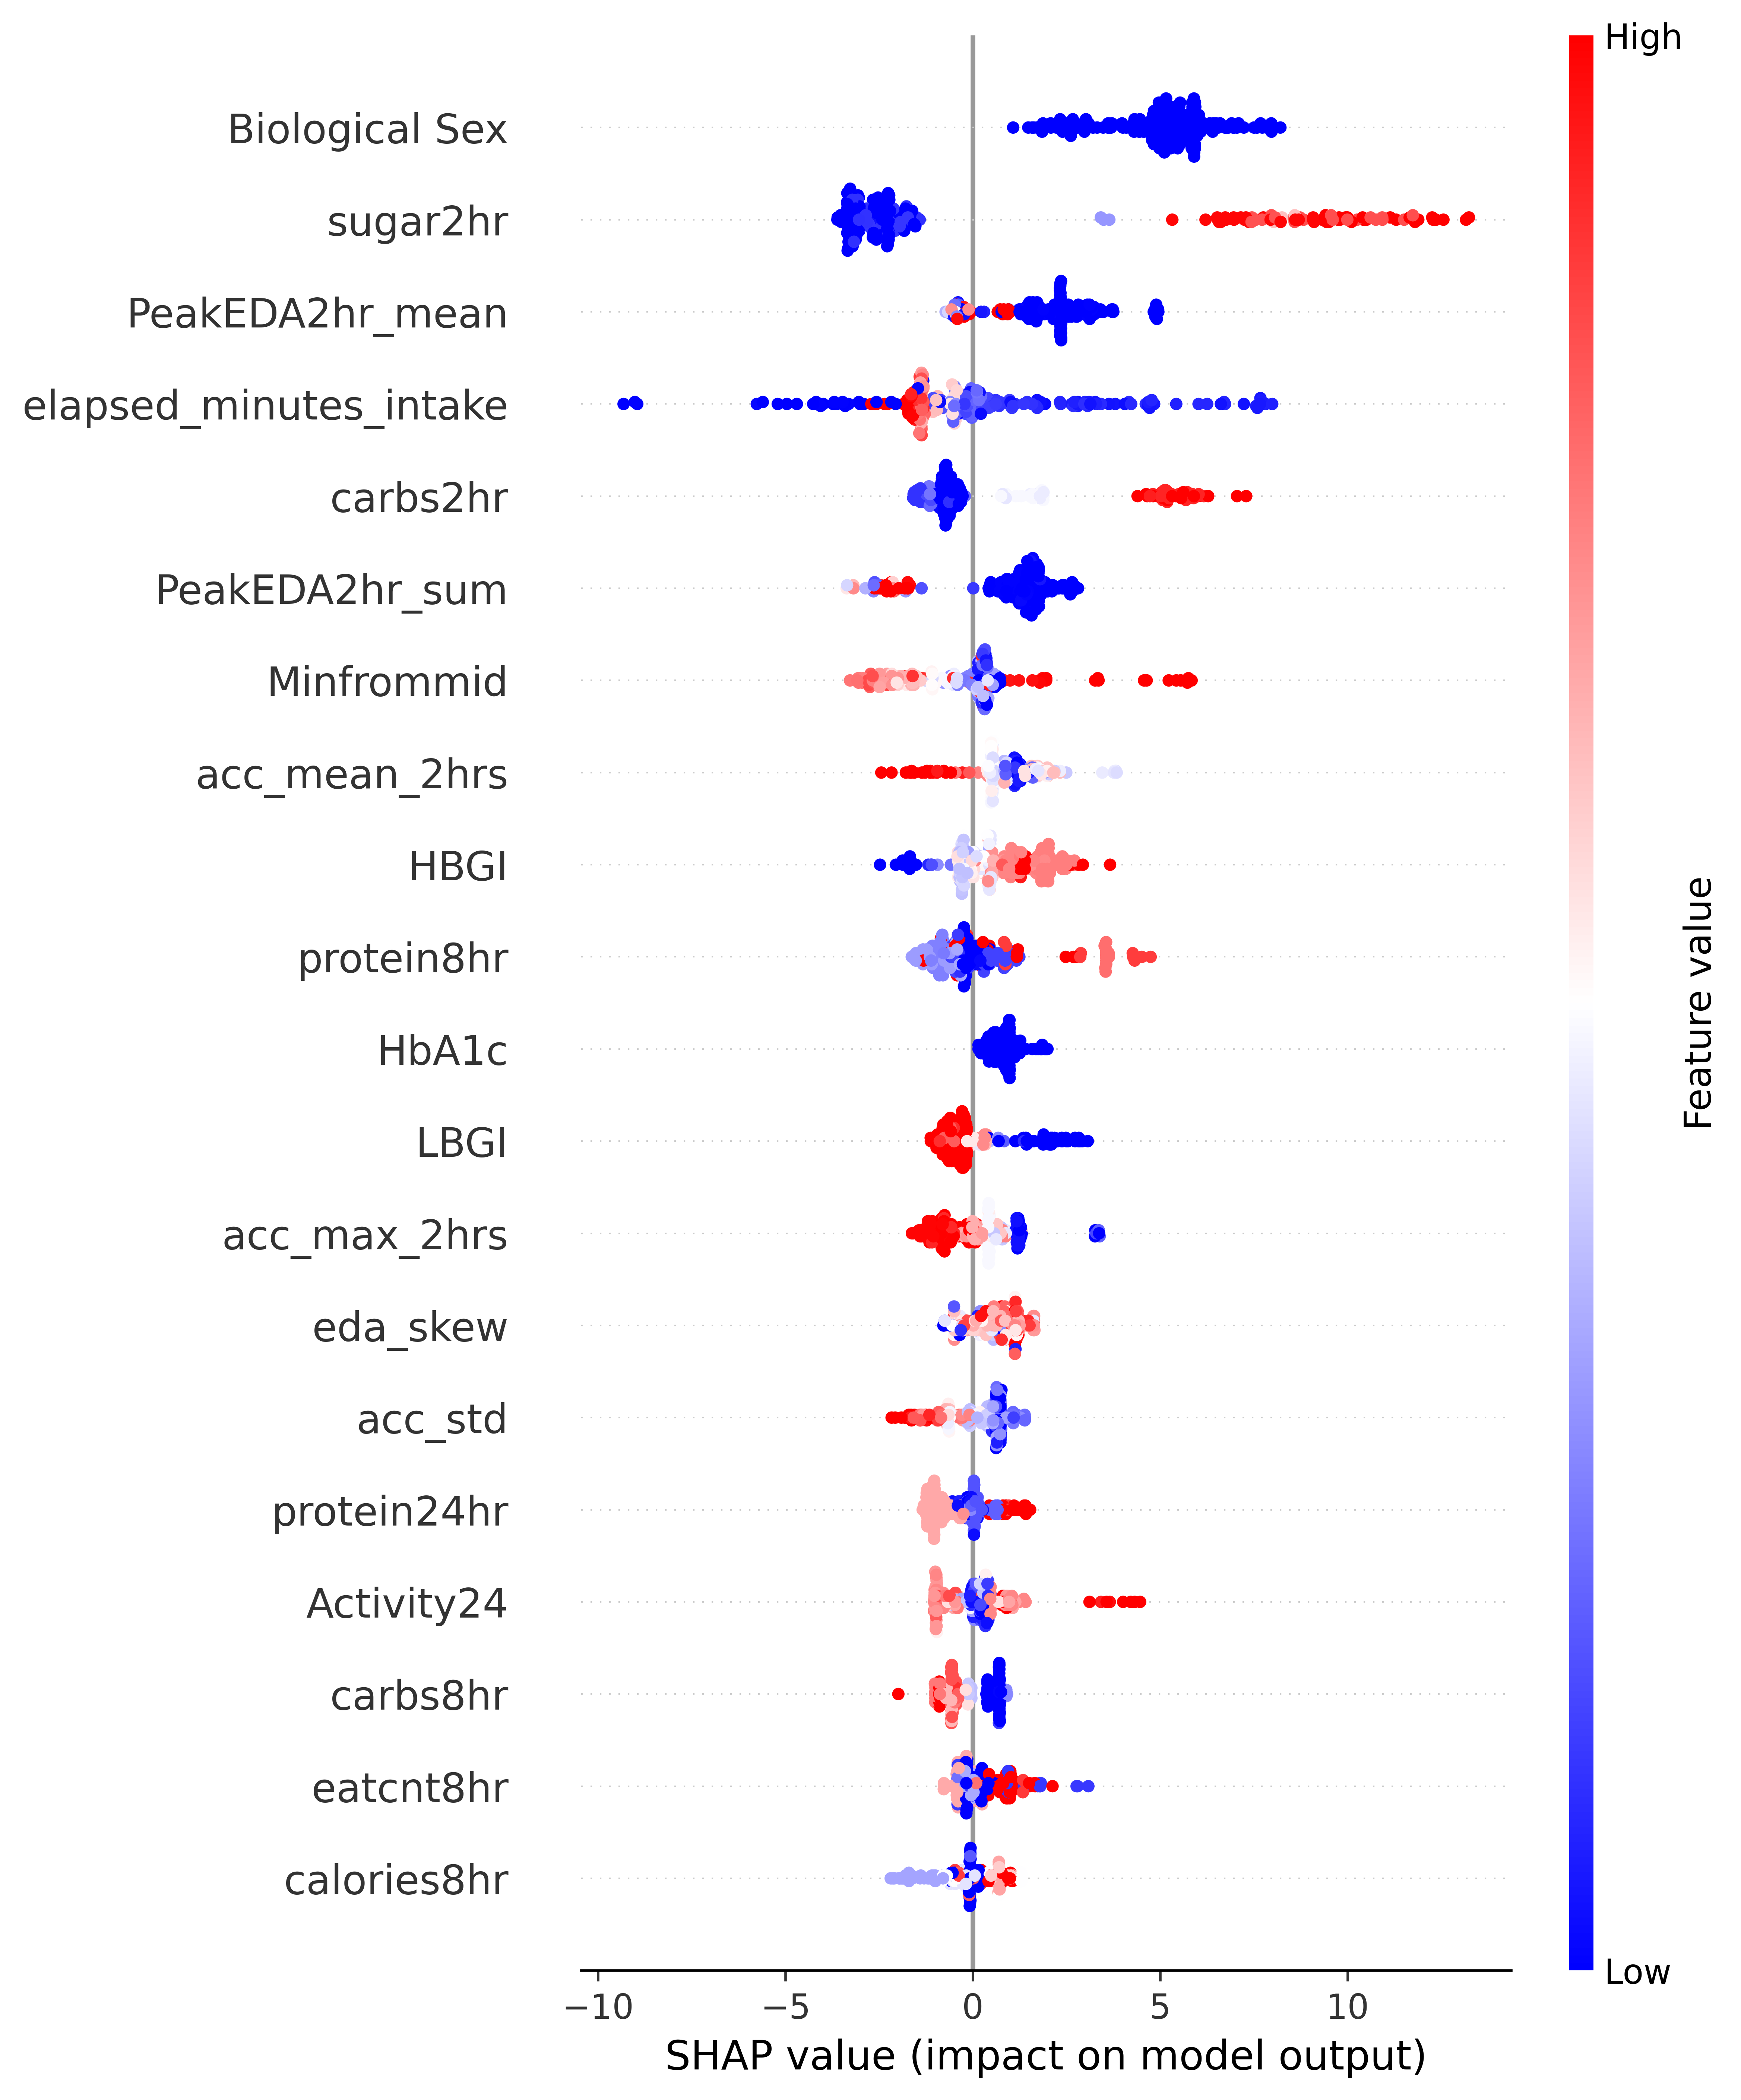 High
Biological Sex
sugar2hr
PeakEDA2hr_mean
elapsed_minutes_intake
carbs2hr
PeakEDA2hr_sum
Minfrommid
acc_mean_2hrs
HBGI
protein8hr
HbA1c
LBGI
acc_max_2hrs
eda_skew
acc_std
protein24hr
Activity24
carbs8hr
eatcnt8hr
calories8hr
Feature value
Low
−10 −5 0 5 10
SHAP value (impact on model output)